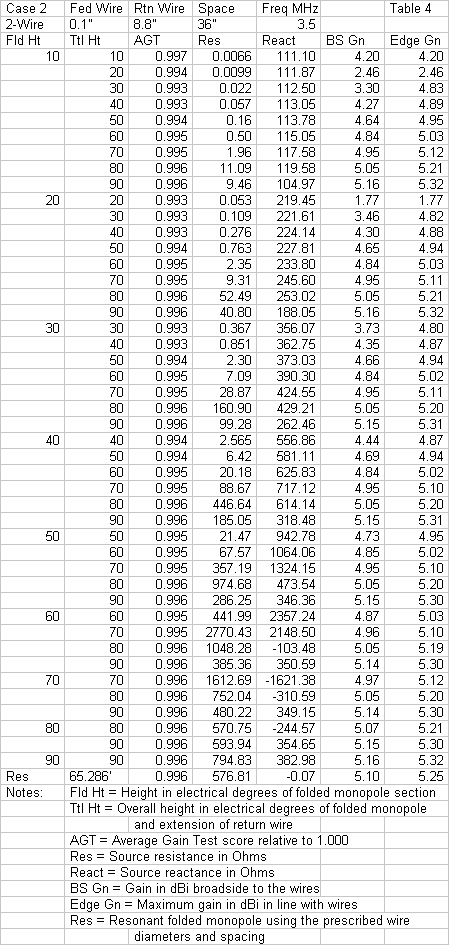 Case 2 Fed Wire Rtn Wire Space Freq MHz Table 4
2-Wire 0.1" 8.8" 36" 3.5
Fld Ht Ttl Ht AGT Res React BS Gn Edge Gn
10 10 0.997 0.0066 111.10 4.20 4.20
20 0.994 0.0099 111.87 2.46 2.46
30 0.993 0.022 112.50 3.30 4.83
40 0.993 0.057 113.05 4.27 4.89
50 0.994 0.16 113.78 4.64 4.95
60 0.995 0.50 115.05 4.84 5.03
70 0.995 1.96 117.58 4.95 5.12
80 0.996 11.09 119.58 5.05 5.21
90 0.996 9.46 104.97 5.16 5.32
20 20 0.993 0.053 219.45 1.77 1.77
30 0.993 0.109 221.61 3.46 4.82
40 0.993 0.276 224.14 4.30 4.88
50 0.994 0.763 227.81 4.65 4.94
60 0.995 2.35 233.80 4.84 5.03
70 0.995 9.31 245.60 4.95 5.11
80 0.996 52.49 253.02 5.05 5.21
90 0.996 40.80 188.05 5.16 5.32
30 30 0.993 0.367 356.07 3.73 4.80
40 0.993 0.851 362.75 4.35 4.87
50 0.994 2.30 373.03 4.66 4.94
60 0.995 7.09 390.30 4.84 5.02
70 0.995 28.87 424.55 4.95 5.11
80 0.996 160.90 429.21 5.05 5.20
90 0.996 99.28 262.46 5.15 5.31
40 40 0.994 2.565 556.86 4.44 4.87
50 0.994 6.42 581.11 4.69 4.94
60 0.995 20.18 625.83 4.84 5.02
70 0.995 88.67 717.12 4.95 5.10
80 0.996 446.64 614.14 5.05 5.20
90 0.996 185.05 318.48 5.15 5.31
50 50 0.995 21.47 942.78 4.73 4.95
60 0.995 67.57 1064.06 4.85 5.02
70 0.995 357.19 1324.15 4.95 5.10
80 0.996 974.68 473.54 5.05 5.20
90 0.996 286.25 346.36 5.15 5.30
60 60 0.995 441.99 2357.24 4.87 5.03
70 0.995 2770.43 2148.50 4.96 5.10
80 0.996 1048.28 -103.48 5.05 5.19
90 0.996 385.36 350.59 5.14 5.30
70 70 0.996 1612.69 -1621.38 4.97 5.12
80 0.996 752.04 -310.59 5.05 5.20
90 0.996 480.22 349.15 5.14 5.30
80 80 0.996 570.75 -244.57 5.07 5.21
90 0.996 593.94 354.65 5.15 5.30
90 90 0.996 794.83 382.98 5.16 5.32
Res 65.286' 0.996 576.81 -0.07 5.10 5.25
Notes: Fld Ht = Height in electrical degrees of folded monopole section
Ttl Ht = Overall height in electrical degrees of folded monopole
and extension of return wire
AGT = Average Gain Test score relative to 1.000
Res = Source resistance in Ohms
React = Source reactance in Ohms
BS Gn = Gain in dBi broadside to the wires
Edge Gn = Maximum gain in dBi in line with wires
Res = Resonant folded monopole using the prescribed wire
diameters and spacing